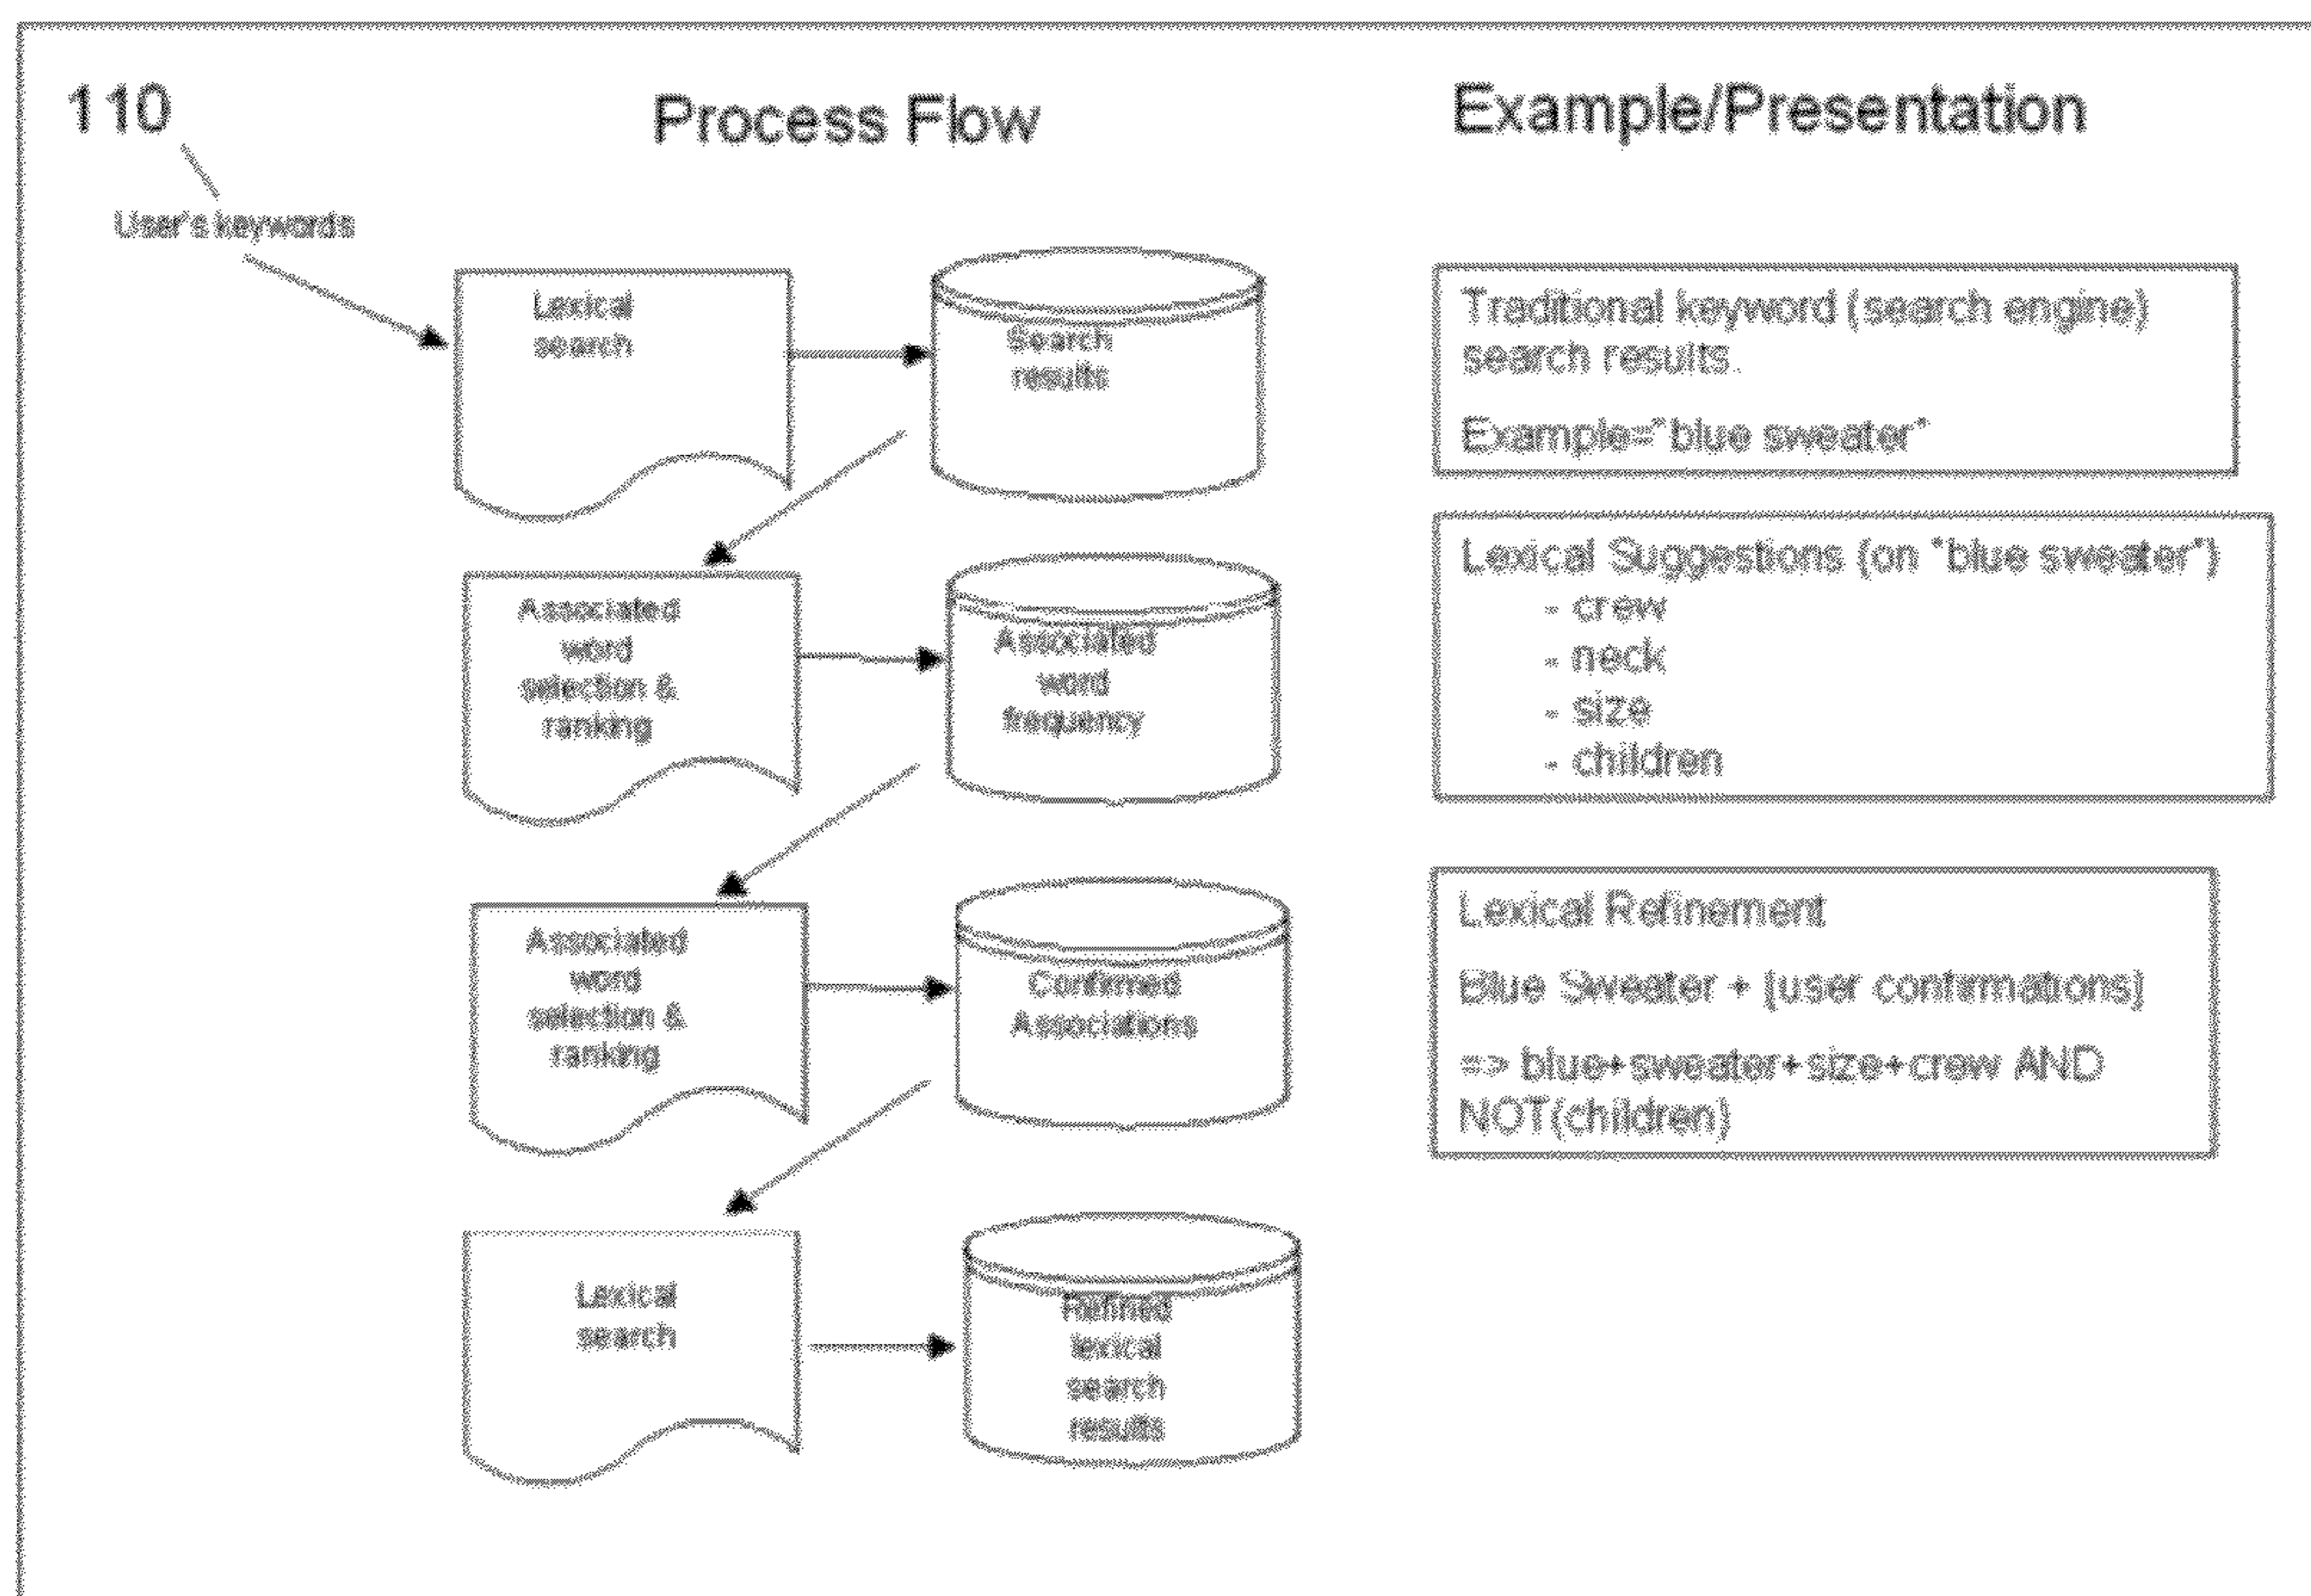 110
Process Flow
Example/Presentation
User's keywords
Lexical
search
Search
results
Traditional keyword (search engine)
search results.
Example="blue sweater"
Associated
word
selection &
ranking
Associated
word
frequency
Lexical Suggestions (on "blue sweater")
- crew
- neck
- size
- children
Associated
word
selection &
ranking
Confirmed
Associations
Lexical Refinement
Blue Sweater + [user confirmations]
=> blue+sweater+size+crew AND
NOT(children)
Lexical
search
Refined
lexical
search
results